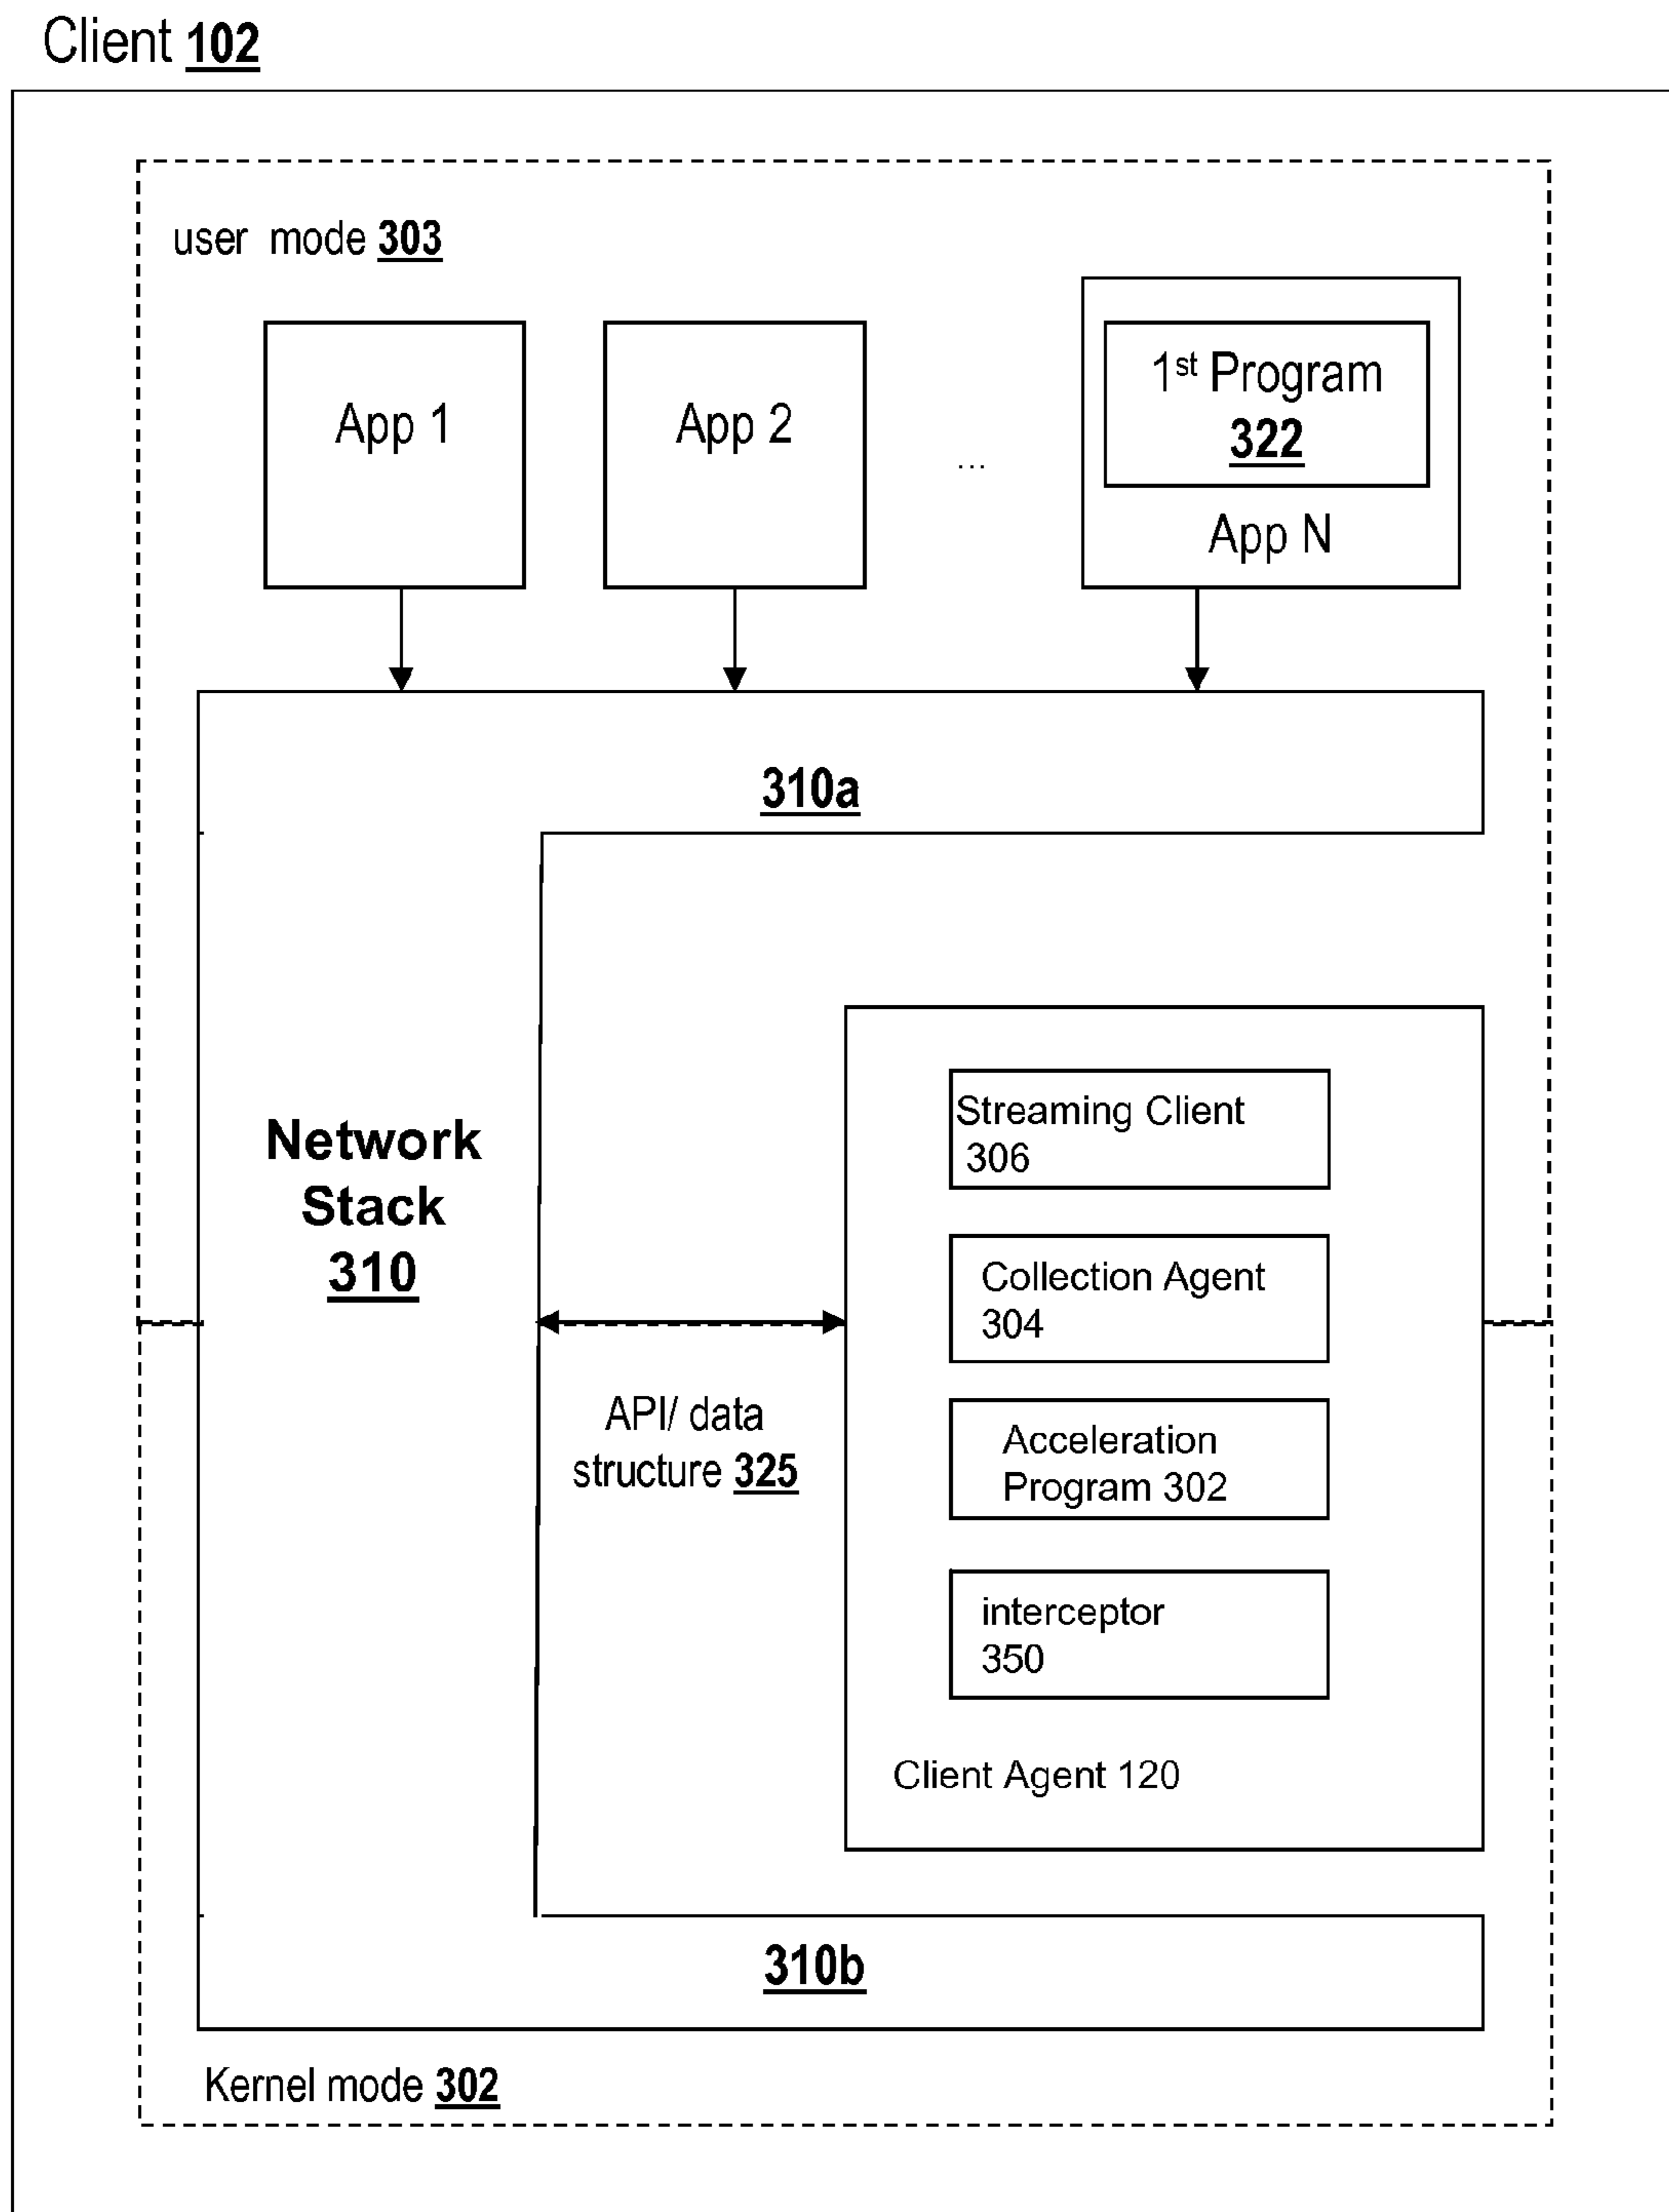 Client 102
user mode 303
App 1
App 2
...
1st Program
322
App N
310a
Network
Stack
310
API/ data
structure 325
Streaming Client
306
Collection Agent
304
Acceleration
Program 302
interceptor
350
Client Agent 120
310b
Kernel mode 302